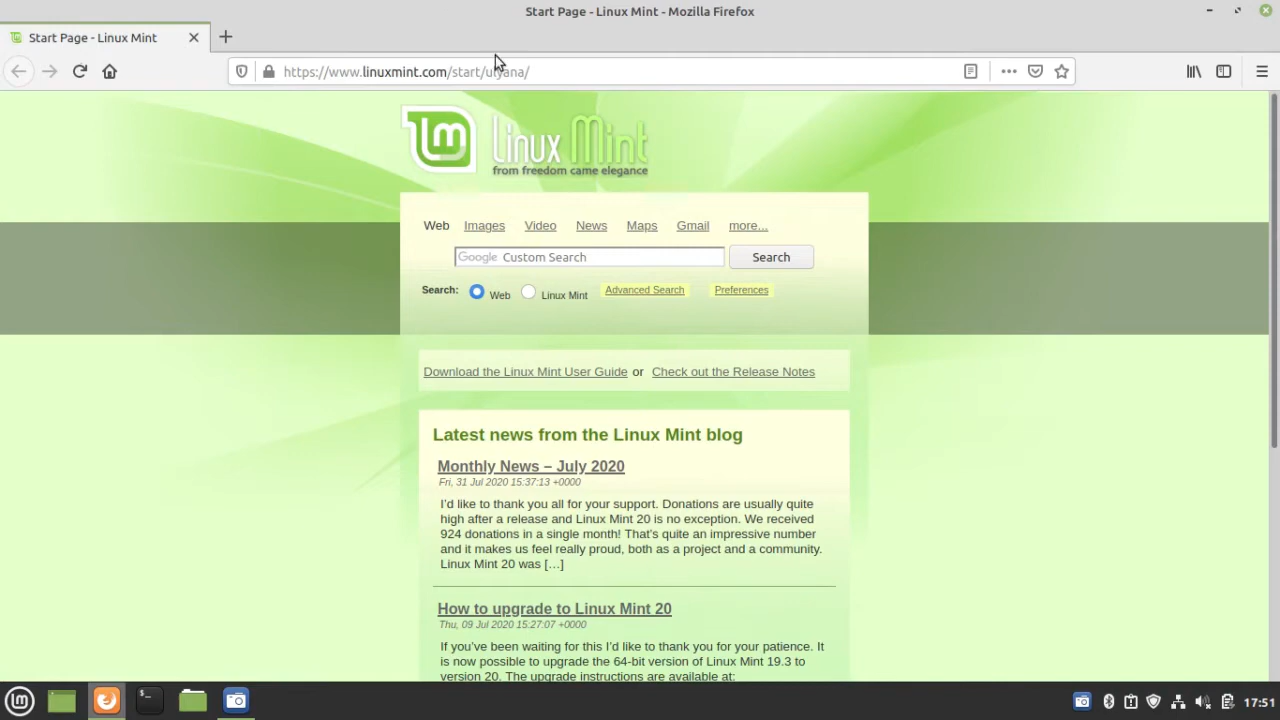 Start Page - Linux Mint - Mozilla Firefox
Start Page - Linux Mint
https://www.linuxmint.com/start/ulyana/
Linux Mint
from freedom came elegance
Web Images Video News Maps Gmail more...
Google Custom Search Search
Search: Web Linux Mint Advanced Search Preferences
Download the Linux Mint User Guide or Check out the Release Notes
Latest news from the Linux Mint blog
Monthly News – July 2020
Fri, 31 Jul 2020 15:37:13 +0000
I'd like to thank you all for your support. Donations are usually quite
high after a release and Linux Mint 20 is no exception. We received
924 donations in a single month! That's quite an impressive number
and it makes us feel really proud, both as a project and a community.
Linux Mint 20 was […]
How to upgrade to Linux Mint 20
Thu, 09 Jul 2020 15:27:07 +0000
If you've been waiting for this I'd like to thank you for your patience. It
is now possible to upgrade the 64-bit version of Linux Mint 19.3 to
version 20. The upgrade instructions are available at:
17:51